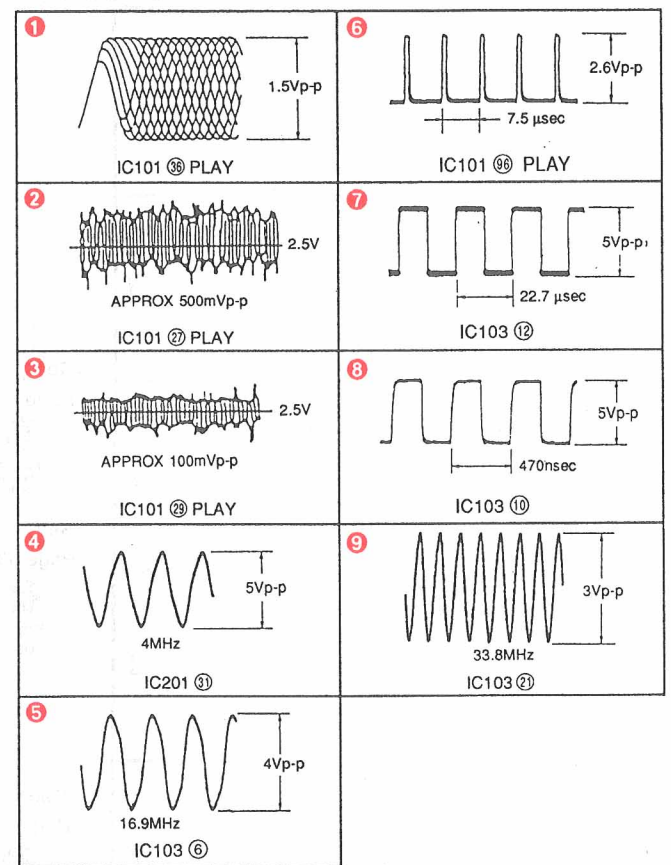 1
1.5Vp-p
IC101 ㊱ PLAY
2
2.5V
APPROX 500mVp-p
IC101 ㉗ PLAY
3
2.5V
APPROX 100mVp-p
IC101 ㉙ PLAY
4
5Vp-p
4MHz
IC201 ㉛
5
4Vp-p
16.9MHz
IC103 ⑥
6
2.6Vp-p
7.5 µsec
IC101 (96) PLAY
7
5Vp-p
22.7 µsec
IC103 ⑫
8
5Vp-p
470nsec
IC103 ⑩
9
3Vp-p
33.8MHz
IC103 ㉑